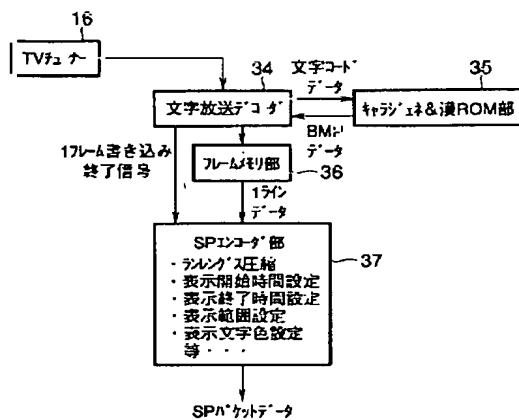 16
TVチューナー
34
文字コード
データ
35
文字放送デコーダ
キャラジェネ&漢ROM部
BMP
データ
1フレーム書き込み
終了信号
フレームメモリ部
36
1ライン
データ
SPエンコーダ部
・ランレングス圧縮
・表示開始時間設定
・表示終了時間設定
・表示範囲設定
・表示文字色設定
等・・・
37
SPパケットデータ